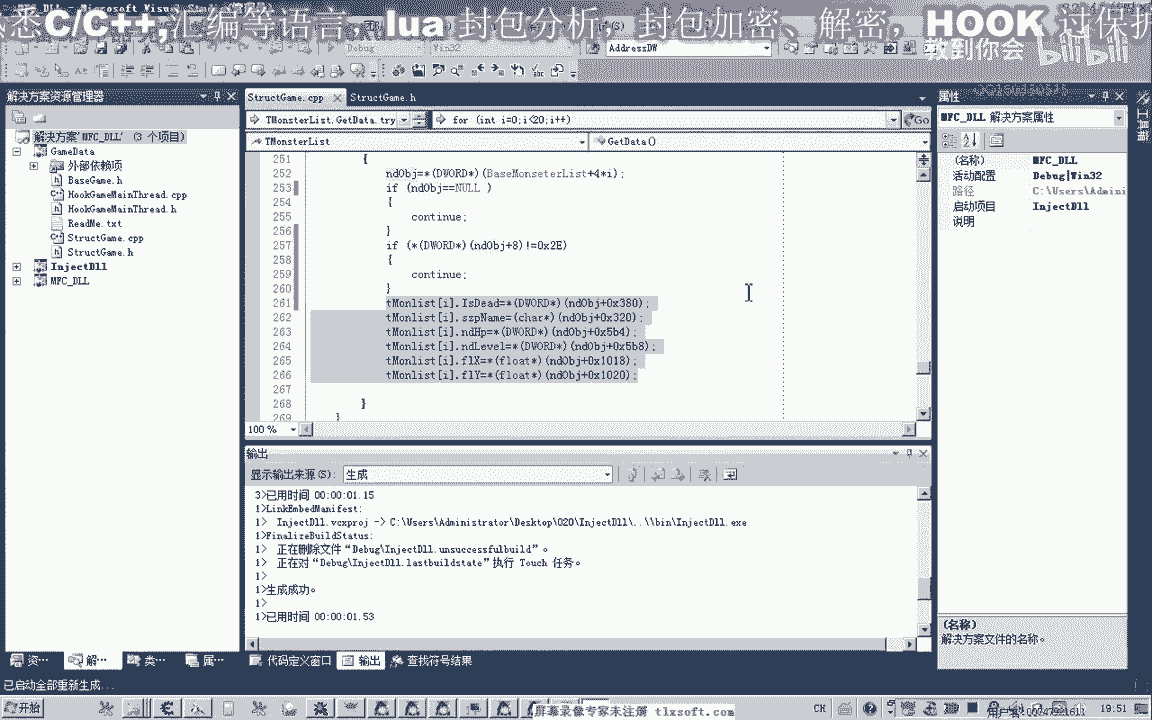 熟悉C/C++,汇编等语言，lua 封包分析，封包加密、解密，HOOK 过保护
教到你会
bilibili
Debug
Win32
AddressDW
解决方案资源管理器
解决方案"MFC_DLL" (3 个项目)
GameData
外部依赖项
BaseGame.h
HookGameMainThread.cpp
HookGameMainThread.h
ReadMe.txt
StructGame.cpp
StructGame.h
InjectDll
MFC_DLL
StructGame.cpp
StructGame.h
TMonsterList.GetData.try
for (int i=0;i<20;i++)
Go
TMonsterList
GetData()
251 {
252 ndObj=*(DWORD*)(BaseMonseterList+4*i);
253 if (ndObj==NULL )
254 {
255 continue;
256 }
257 if (*(DWORD*)(ndObj+8)!=0x2E)
258 {
259 continue;
260 }
261 tMonlist[i].IsDead=*(DWORD*)(ndObj+0x380);
262 tMonlist[i].szpName=(char*)(ndObj+0x320);
263 tMonlist[i].ndHp=*(DWORD*)(ndObj+0x5b4);
264 tMonlist[i].ndLevel=*(DWORD*)(ndObj+0x5b8);
265 tMonlist[i].flX=*(float*)(ndObj+0x1018);
266 tMonlist[i].flY=*(float*)(ndObj+0x1020);
267
268 }
269 }
100 %
输出
显示输出来源(S): 生成
3>已用时间 00:00:01.15
1>LinkEmbedManifest:
1> InjectDll.vcxproj -> C:\Users\Administrator\Desktop\020\InjectDll\..\\bin\InjectDll.exe
1>FinalizeBuildStatus:
1> 正在删除文件“Debug\InjectDll.unsuccessfulbuild”。
1> 正在对“Debug\InjectDll.lastbuildstate”执行 Touch 任务。
1>
1>生成成功。
1>
1>已用时间 00:00:01.53
代码定义窗口
输出
查找符号结果
资…
解…
类…
属…
属性
MFC_DLL 解决方案属性
(名称) MFC_DLL
活动配置 Debug|Win32
路径 C:\Users\Admini
启动项目 InjectDll
说明
(名称)
解决方案文件的名称。
工具箱
已启动全部重新生成...
开始
屏幕录像专家未注册 tlxsoft.com
CH
19:51